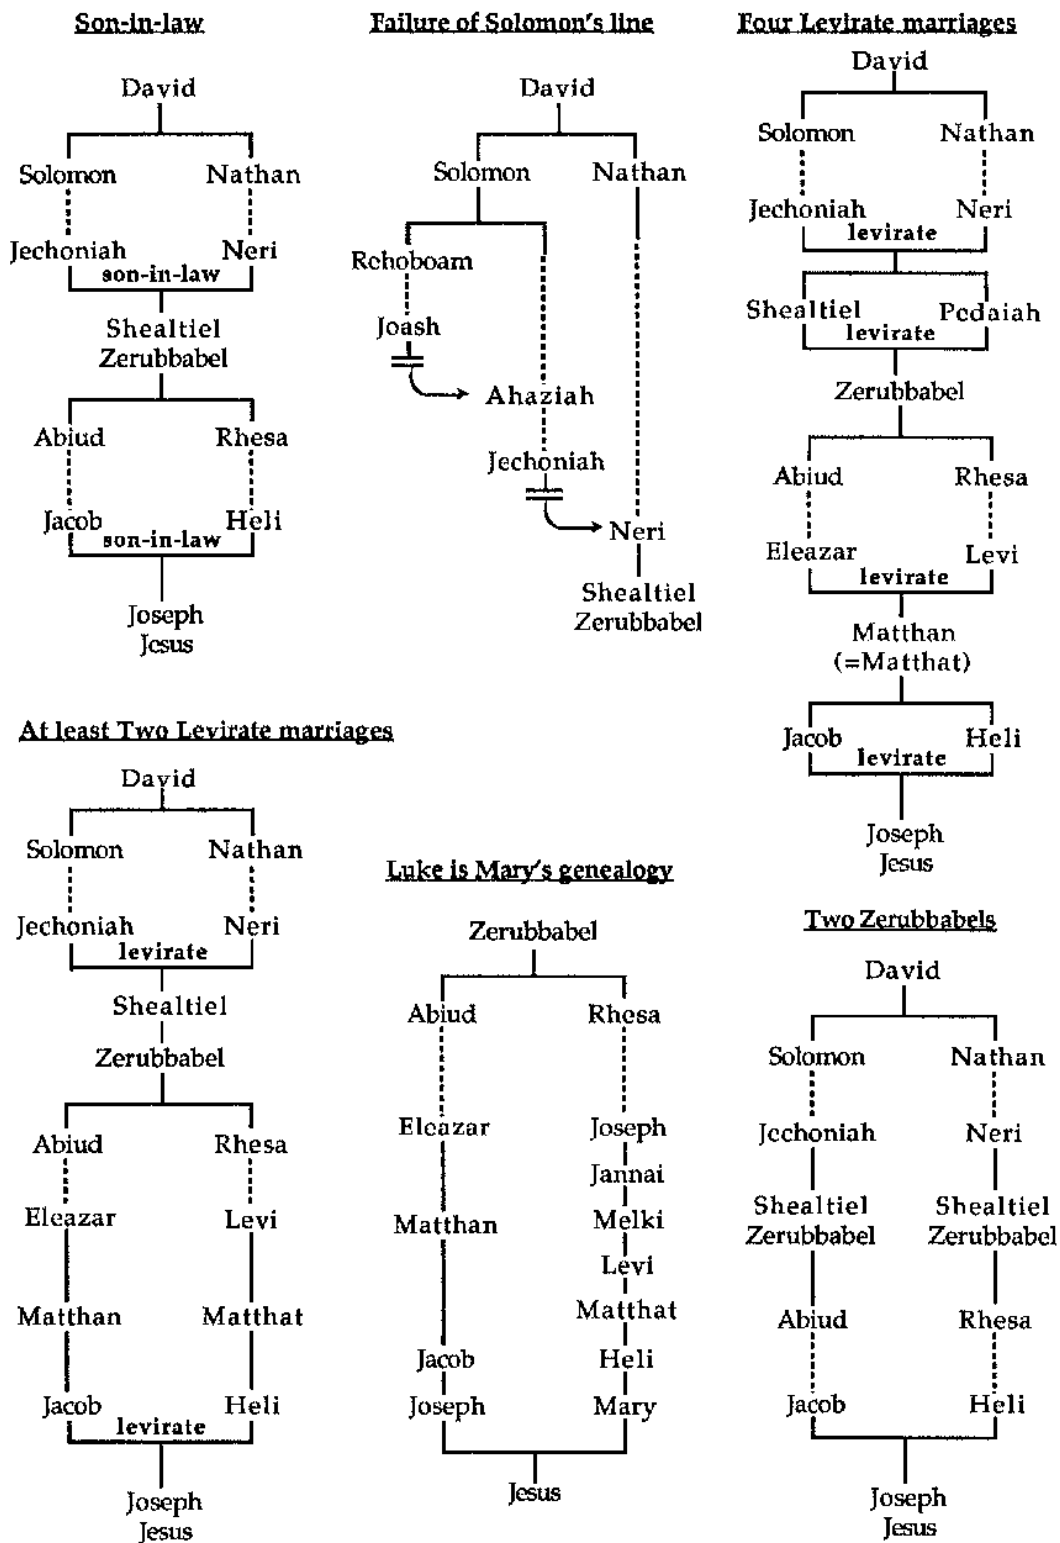 Son-in-law
David
Solomon Nathan
Jechoniah Neri
son-in-law
Shealtiel
Zerubbabel
Abiud Rhesa
Jacob Heli
son-in-law
Joseph
Jesus
Failure of Solomon's line
David
Solomon Nathan
Rehoboam
Joash
Ahaziah
Jechoniah
Neri
Shealtiel
Zerubbabel
Four Levirate marriages
David
Solomon Nathan
Jechoniah Neri
levirate
Shealtiel Pedaiah
levirate
Zerubbabel
Abiud Rhesa
Eleazar Levi
levirate
Matthan
(=Matthat)
Jacob Heli
levirate
Joseph
Jesus
At least Two Levirate marriages
David
Solomon Nathan
Jechoniah Neri
levirate
Shealtiel
Zerubbabel
Abiud Rhesa
Eleazar Levi
Matthan Matthat
Jacob Heli
levirate
Joseph
Jesus
Luke is Mary's genealogy
Zerubbabel
Abiud Rhesa
Eleazar Joseph
Jannai
Matthan Melki
Levi
Matthat
Jacob Heli
Joseph Mary
Jesus
Two Zerubbabels
David
Solomon Nathan
Jechoniah Neri
Shealtiel Shealtiel
Zerubbabel Zerubbabel
Abiud Rhesa
Jacob Heli
Joseph
Jesus